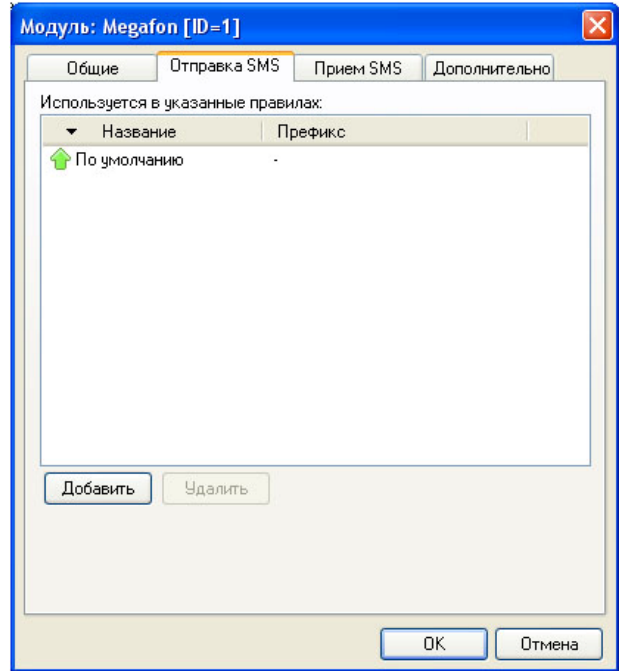 Модуль: Megafon [ID=1]
Общие Отправка SMS Прием SMS Дополнительно
Используется в указанные правилах:
Название Префикс
По умолчанию -
Добавить Удалить
OK Отмена